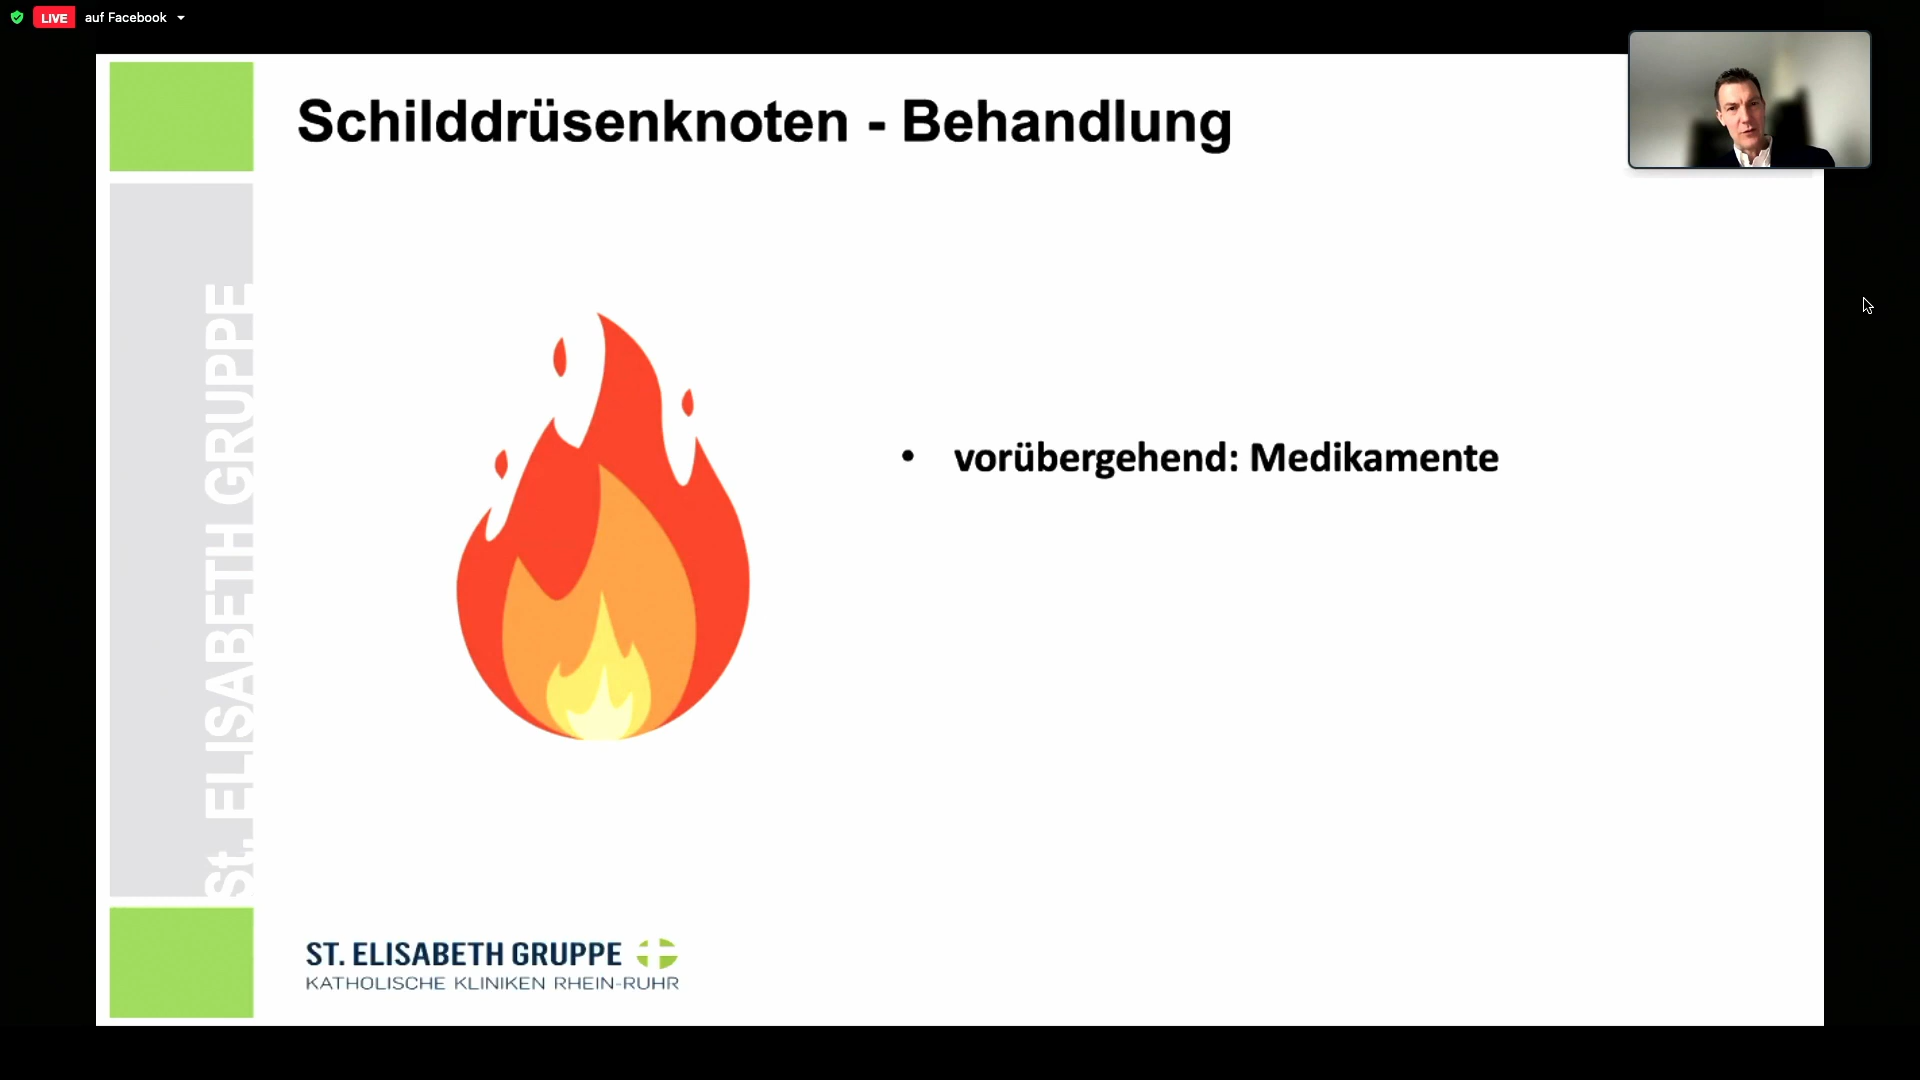 LIVE auf Facebook
Schilddrüsenknoten - Behandlung
St. ELISABETH GRUPPE
• vorübergehend: Medikamente
ST. ELISABETH GRUPPE
KATHOLISCHE KLINIKEN RHEIN-RUHR